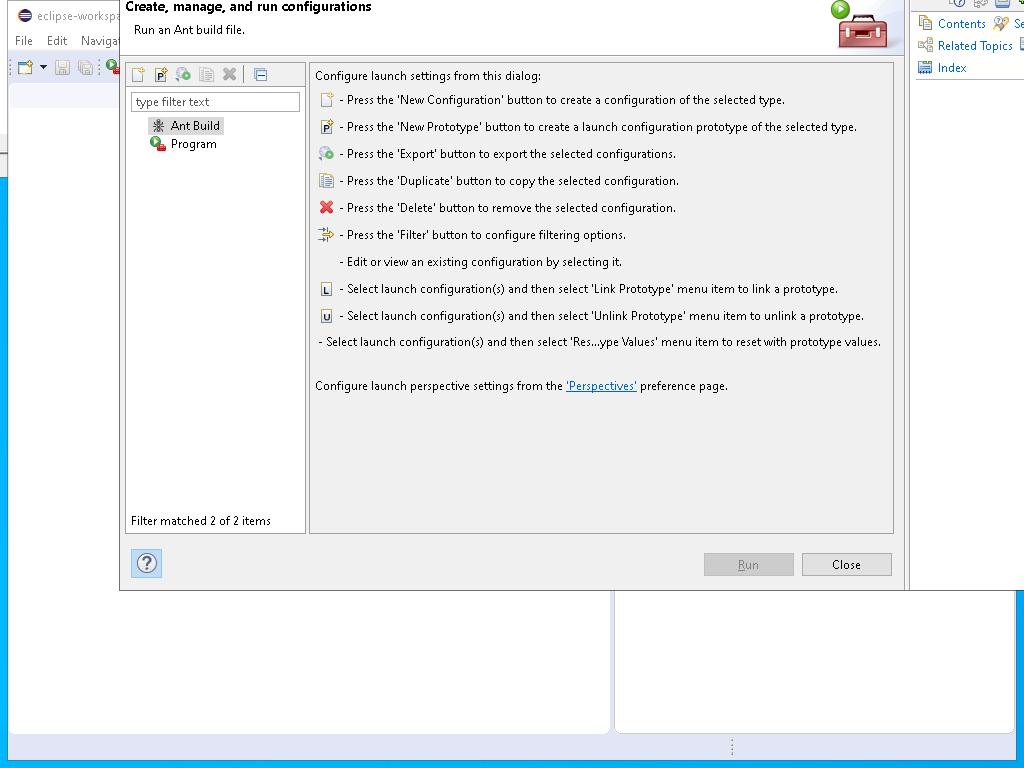 eclipse-workspa
File Edit Navigat
Create, manage, and run configurations
Run an Ant build file.
type filter text
Ant Build
Program
Filter matched 2 of 2 items
Configure launch settings from this dialog:
- Press the 'New Configuration' button to create a configuration of the selected type.
- Press the 'New Prototype' button to create a launch configuration prototype of the selected type.
- Press the 'Export' button to export the selected configurations.
- Press the 'Duplicate' button to copy the selected configuration.
- Press the 'Delete' button to remove the selected configuration.
- Press the 'Filter' button to configure filtering options.
- Edit or view an existing configuration by selecting it.
- Select launch configuration(s) and then select 'Link Prototype' menu item to link a prototype.
- Select launch configuration(s) and then select 'Unlink Prototype' menu item to unlink a prototype.
- Select launch configuration(s) and then select 'Res...ype Values' menu item to reset with prototype values.
Configure launch perspective settings from the 'Perspectives' preference page.
Run Close
Contents Se
Related Topics
Index